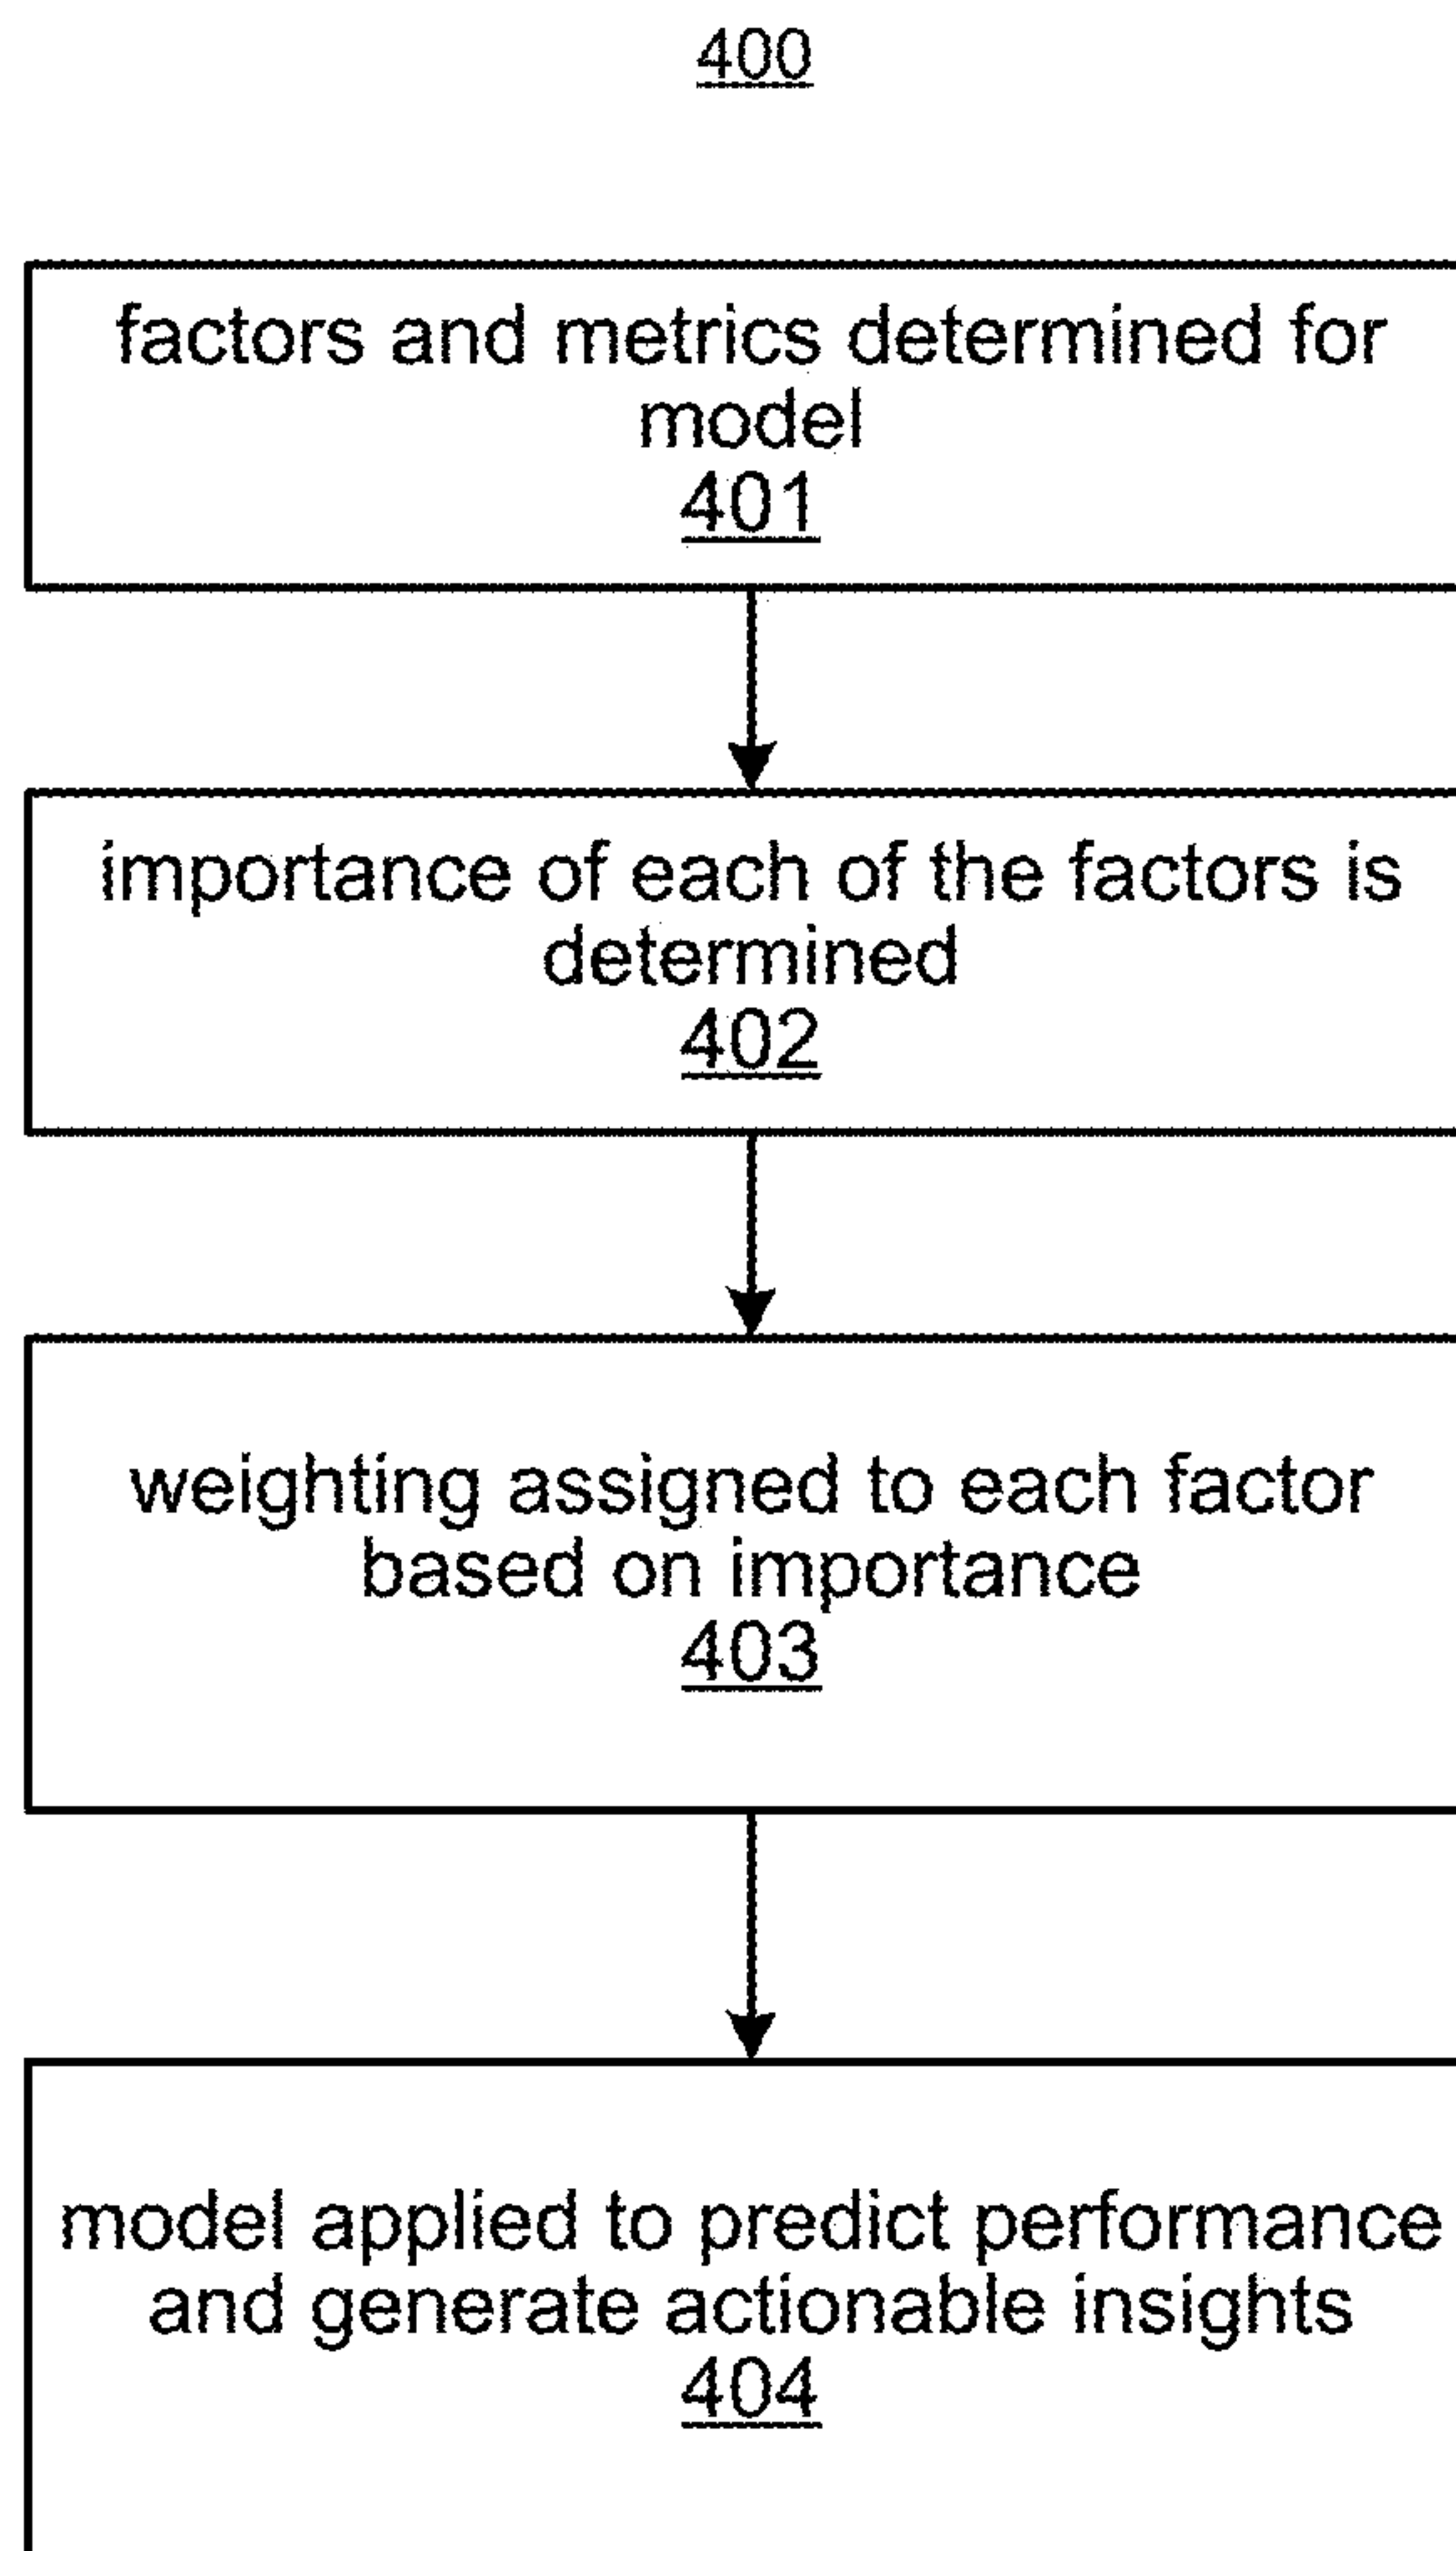 400
factors and metrics determined for
model
401
importance of each of the factors is
determined
402
weighting assigned to each factor
based on importance
403
model applied to predict performance
and generate actionable insights
404